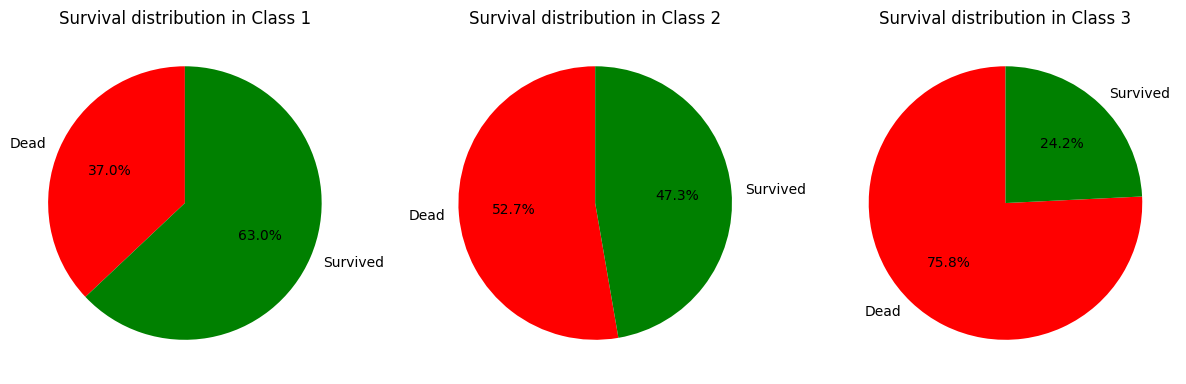 Survival distribution in Class 1
Dead
37.0%
63.0%
Survived
Survival distribution in Class 2
Dead
52.7%
47.3%
Survived
Survival distribution in Class 3
Survived
24.2%
75.8%
Dead